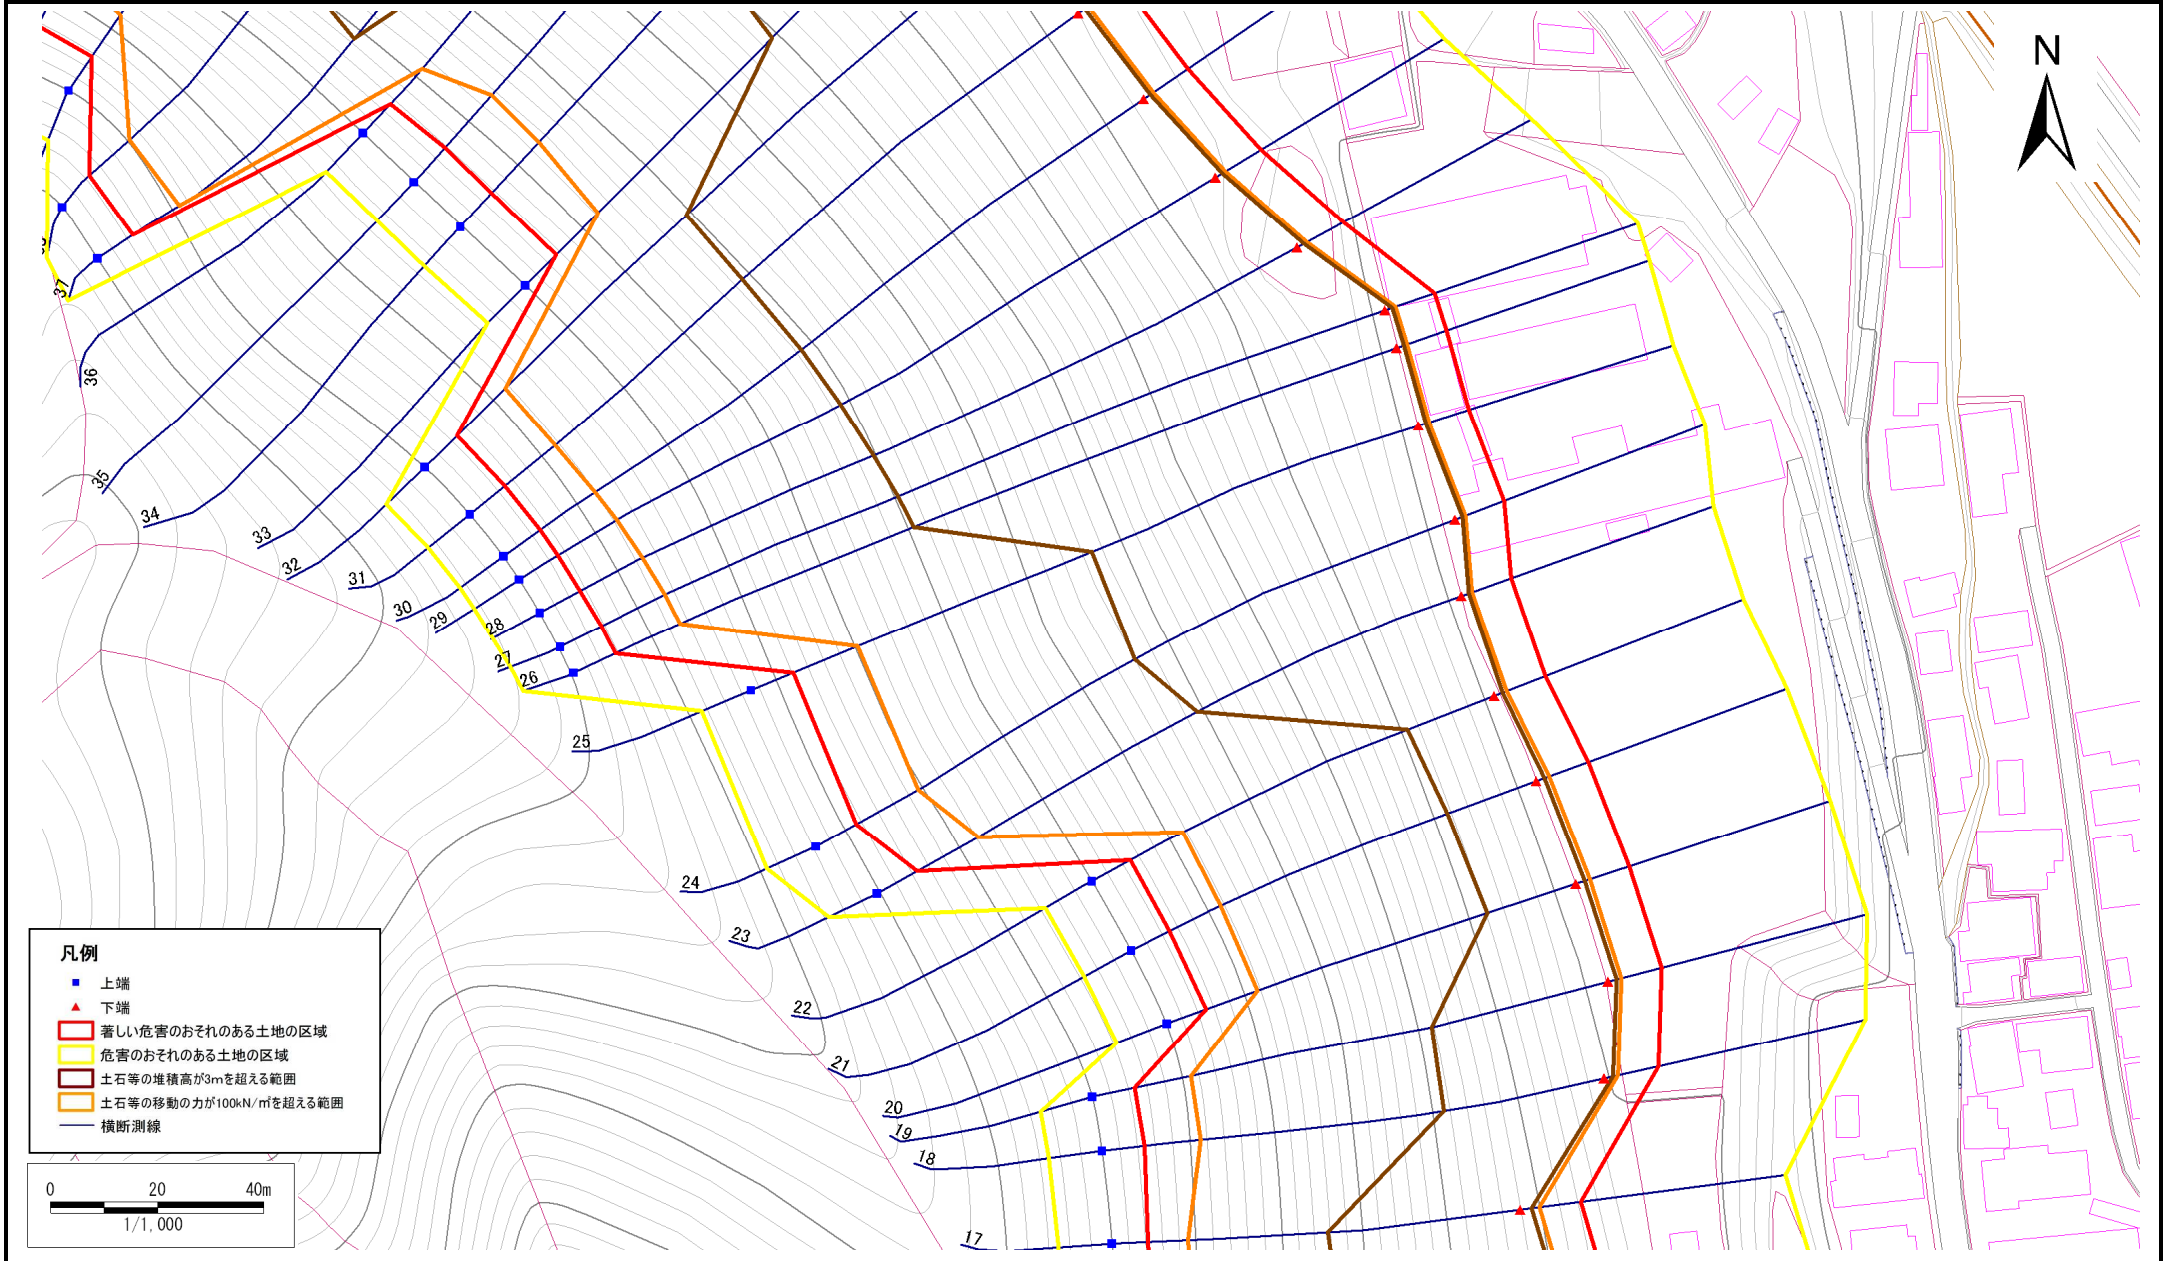 N
37
36
35
34
33
32
31
30
29
28
27
26
25
24
23
22
21
20
19
18
17
凡例
上端
下端
著しい危害のおそれのある土地の区域
危害のおそれのある土地の区域
土石等の堆積高が3mを超える範囲
土石等の移動の力が100kN/㎡を超える範囲
横断測線
0 20 40m
1/1,000